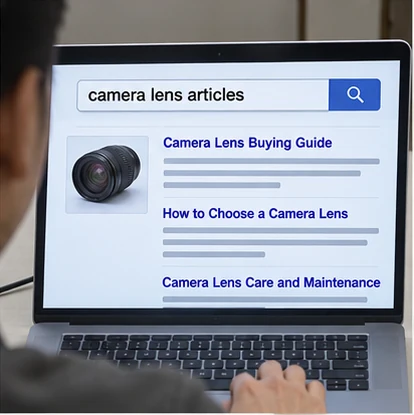 camera lens articles
Camera Lens Buying Guide
How to Choose a Camera Lens
Camera Lens Care and Maintenance